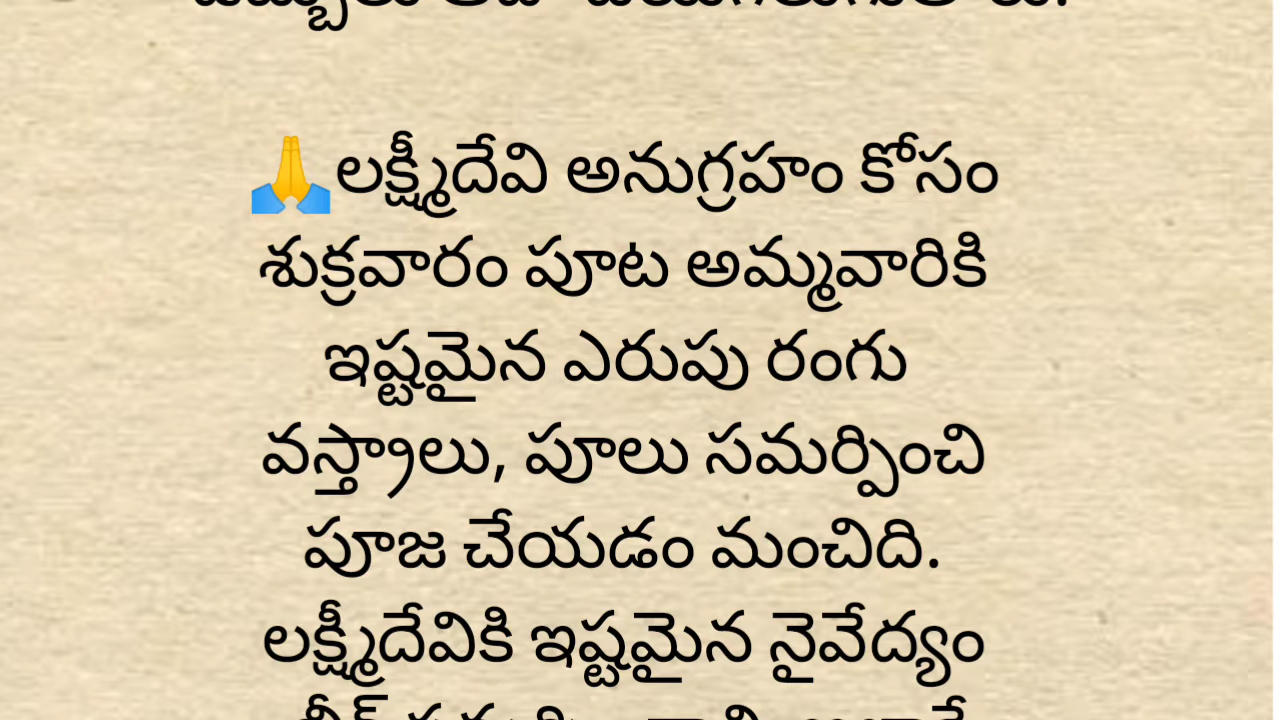 🙏లక్ష్మీదేవి అనుగ్రహం కోసం
శుక్రవారం పూట అమ్మవారికి
ఇష్టమైన ఎరుపు రంగు
వస్త్రాలు, పూలు సమర్పించి
పూజ చేయడం మంచిది.
లక్ష్మీదేవికి ఇష్టమైన నైవేద్యం